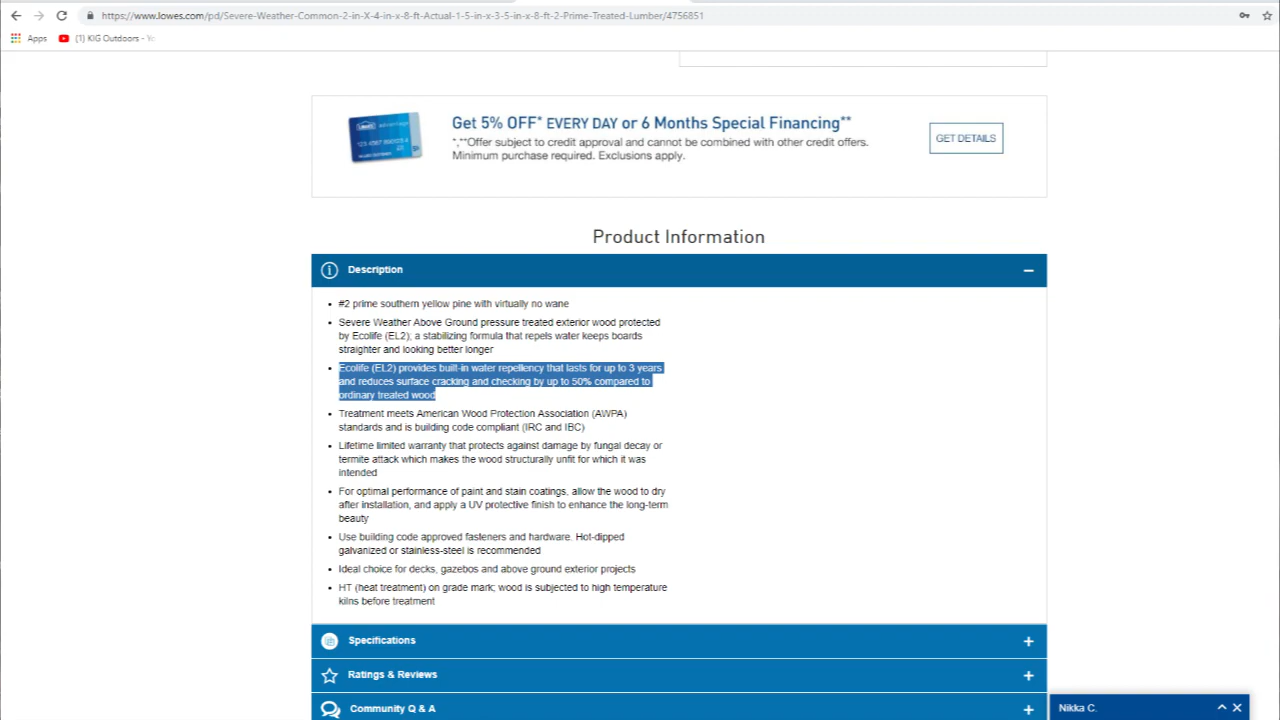 https://www.lowes.com/pd/Severe-Weather-Common-2-in-X-4-in-x-8-ft-Actual-1-5-in-x-3-5-in-x-8-ft-2-Prime-Treated-Lumber/4756851
Apps (1) KIG Outdoors -
Get 5% OFF* EVERY DAY or 6 Months Special Financing**
*,**Offer subject to credit approval and cannot be combined with other credit offers.
Minimum purchase required. Exclusions apply.
GET DETAILS
Product Information
Description
• #2 prime southern yellow pine with virtually no wane
• Severe Weather Above Ground pressure treated exterior wood protected
by Ecolife (EL2); a stabilizing formula that repels water keeps boards
straighter and looking better longer
• Ecolife (EL2) provides built-in water repellency that lasts for up to 3 years
and reduces surface cracking and checking by up to 50% compared to
ordinary treated wood
• Treatment meets American Wood Protection Association (AWPA)
standards and is building code compliant (IRC and IBC)
• Lifetime limited warranty that protects against damage by fungal decay or
termite attack which makes the wood structurally unfit for which it was
intended
• For optimal performance of paint and stain coatings, allow the wood to dry
after installation, and apply a UV protective finish to enhance the long-term
beauty
• Use building code approved fasteners and hardware. Hot-dipped
galvanized or stainless-steel is recommended
• Ideal choice for decks, gazebos and above ground exterior projects
• HT (heat treatment) on grade mark; wood is subjected to high temperature
kilns before treatment
Specifications
Ratings & Reviews
Community Q & A
Nikka C.